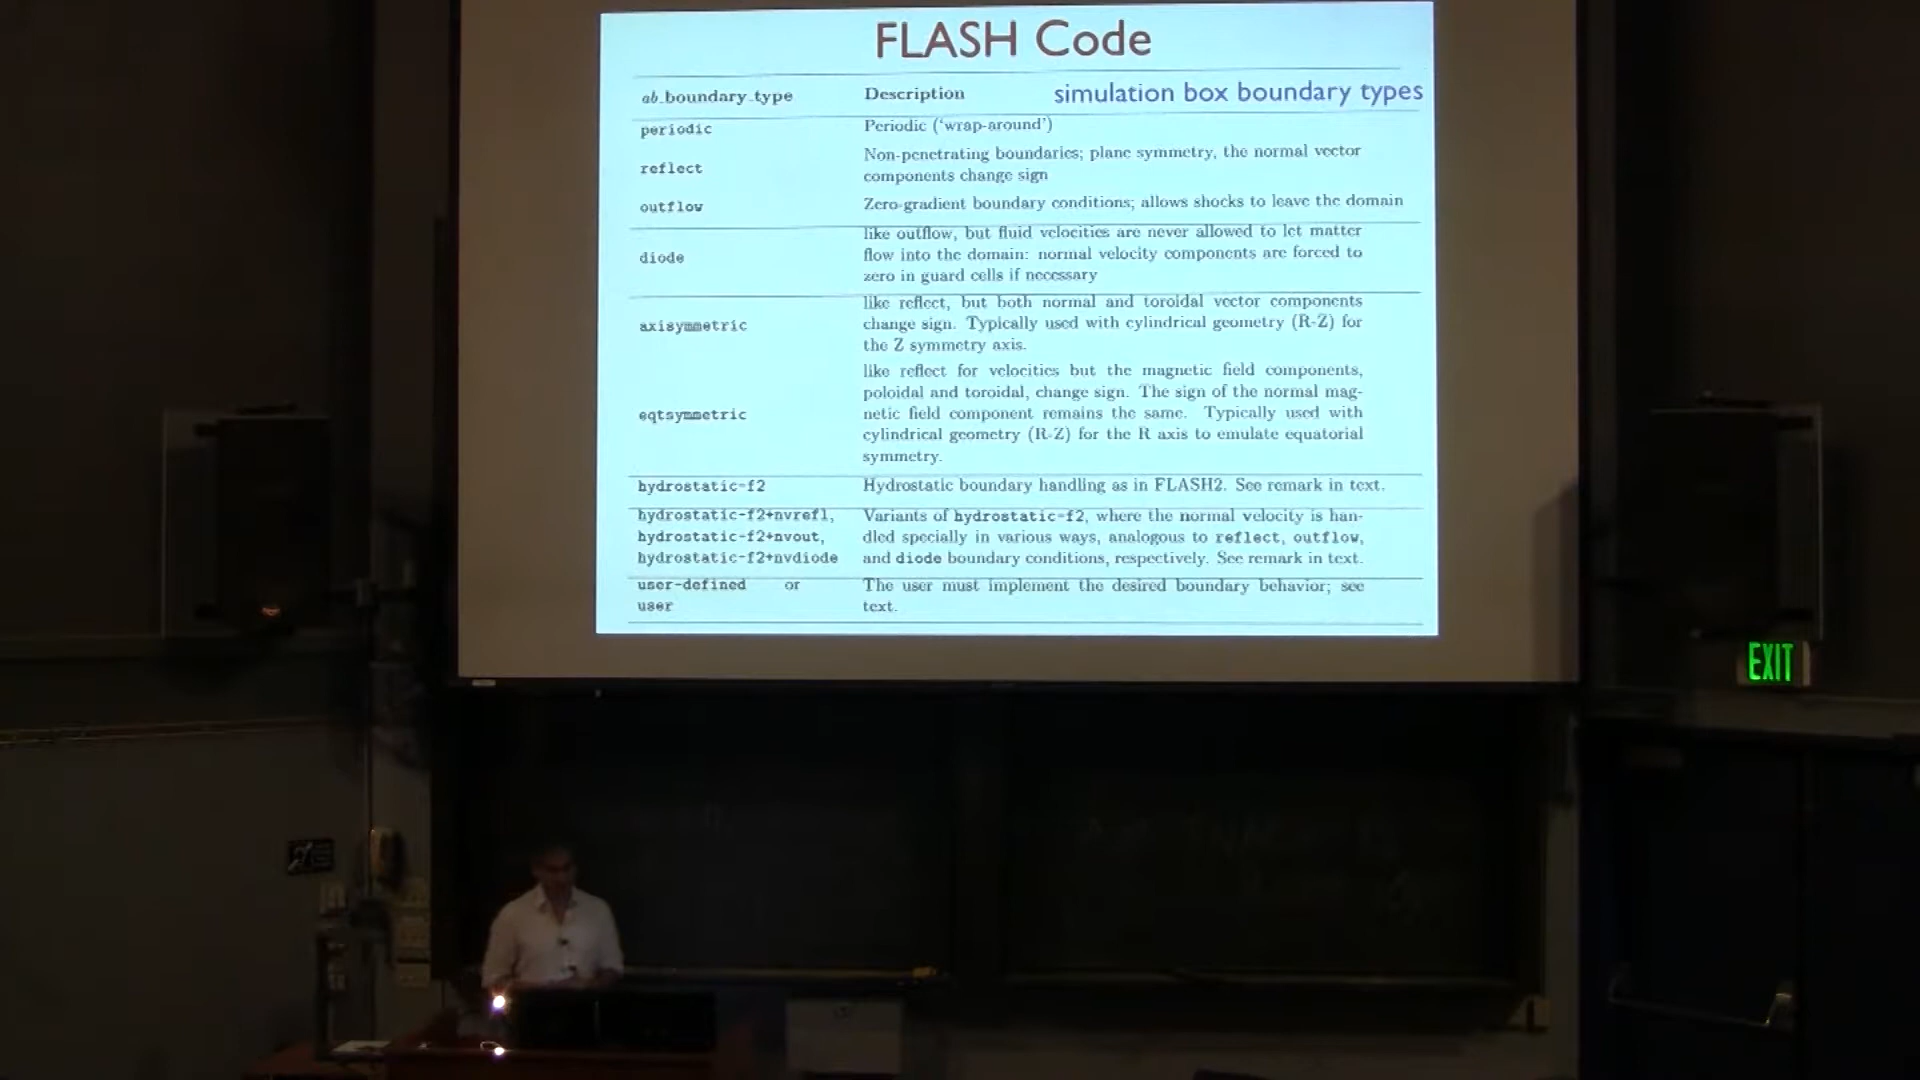 FLASH Code
ab_boundary_type Description simulation box boundary types
periodic Periodic ('wrap-around')
reflect Non-penetrating boundaries; plane symmetry, the normal vector
components change sign
outflow Zero-gradient boundary conditions; allows shocks to leave the domain
diode like outflow, but fluid velocities are never allowed to let matter
flow into the domain: normal velocity components are forced to
zero in guard cells if necessary
axisymmetric like reflect, but both normal and toroidal vector components
change sign. Typically used with cylindrical geometry (R-Z) for
the Z symmetry axis.
eqtsymmetric like reflect for velocities but the magnetic field components,
poloidal and toroidal, change sign. The sign of the normal mag-
netic field component remains the same. Typically used with
cylindrical geometry (R-Z) for the R axis to emulate equatorial
symmetry.
hydrostatic-f2 Hydrostatic boundary handling as in FLASH2. See remark in text.
hydrostatic-f2+nvrefl, Variants of hydrostatic-f2, where the normal velocity is han-
hydrostatic-f2+nvout, dled specially in various ways, analogous to reflect, outflow,
hydrostatic-f2+nvdiode and diode boundary conditions, respectively. See remark in text.
user-defined or The user must implement the desired boundary behavior; see
user text.
EXIT